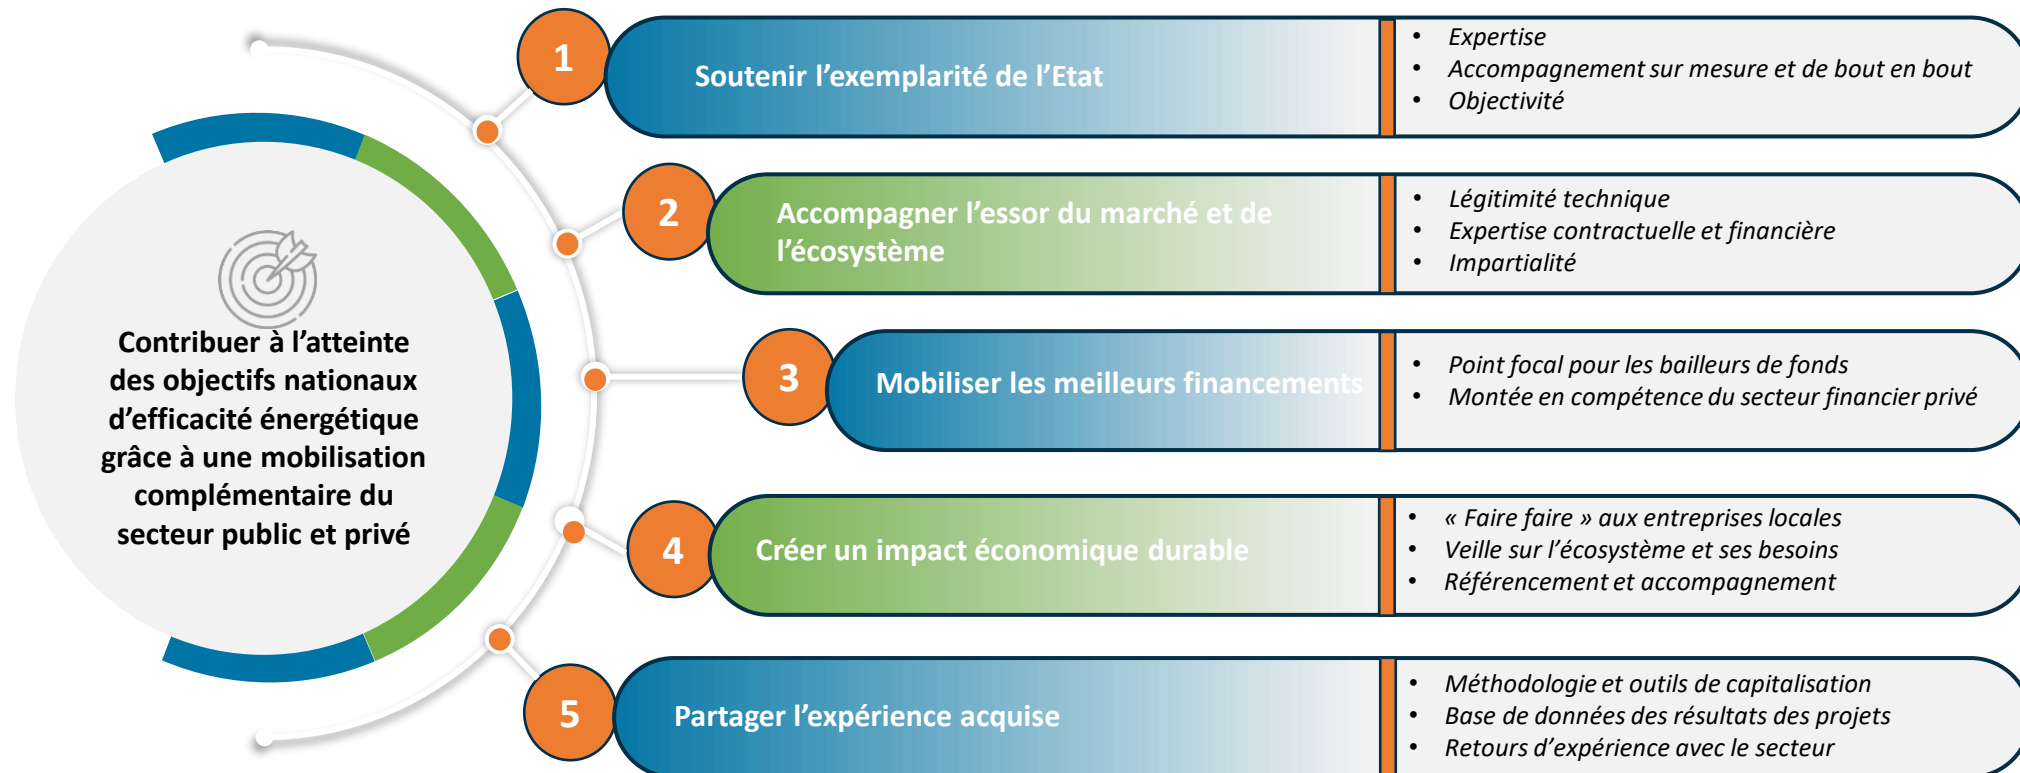 Contribuer à l’atteinte
des objectifs nationaux
d’efficacité énergétique
grâce à une mobilisation
complémentaire du
secteur public et privé
1
Soutenir l’exemplarité de l’Etat
• Expertise
• Accompagnement sur mesure et de bout en bout
• Objectivité
2
Accompagner l’essor du marché et de
l’écosystème
• Légitimité technique
• Expertise contractuelle et financière
• Impartialité
3
Mobiliser les meilleurs financements
• Point focal pour les bailleurs de fonds
• Montée en compétence du secteur financier privé
4
Créer un impact économique durable
• « Faire faire » aux entreprises locales
• Veille sur l’écosystème et ses besoins
• Référencement et accompagnement
5
Partager l’expérience acquise
• Méthodologie et outils de capitalisation
• Base de données des résultats des projets
• Retours d’expérience avec le secteur